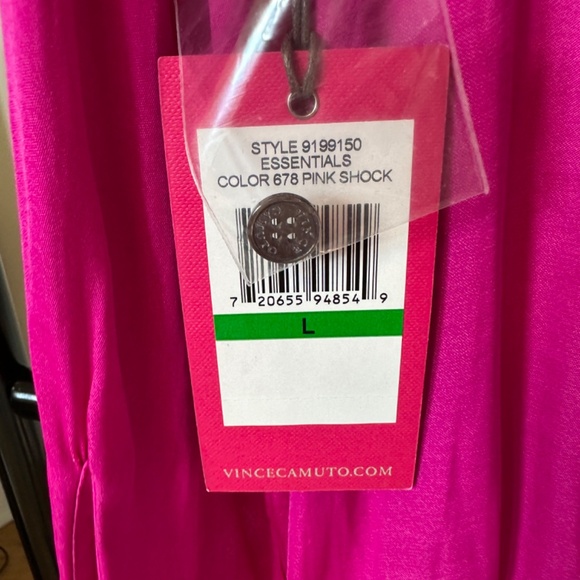 STYLE 9199150
ESSENTIALS
COLOR 678 PINK SHOCK
7 20655 94854 9
L
VINCECAMUTO.COM